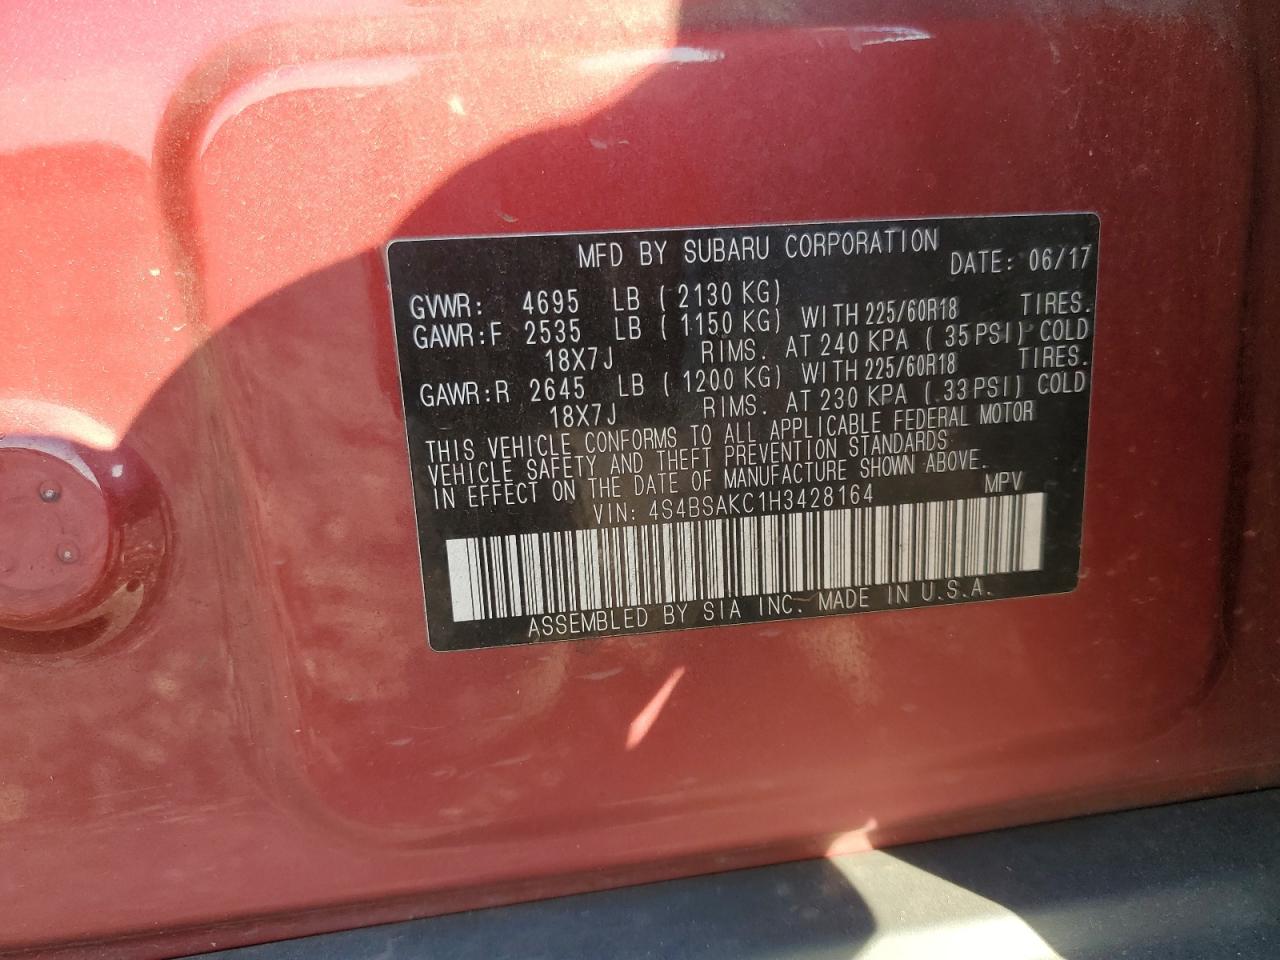 MFD BY SUBARU CORPORATION DATE: 06/17
GVWR: 4695 LB ( 2130 KG)
GAWR:F 2535 LB ( 1150 KG) WITH 225/60R18 TIRES.
18X7J RIMS. AT 240 KPA ( 35 PSI) COLD
GAWR:R 2645 LB ( 1200 KG) WITH 225/60R18 TIRES.
18X7J RIMS. AT 230 KPA ( 33 PSI) COLD
THIS VEHICLE CONFORMS TO ALL APPLICABLE FEDERAL MOTOR
VEHICLE SAFETY AND THEFT PREVENTION STANDARDS
IN EFFECT ON THE DATE OF MANUFACTURE SHOWN ABOVE.
VIN: 4S4BSAKC1H3428164 MPV
ASSEMBLED BY SIA INC. MADE IN U.S.A.